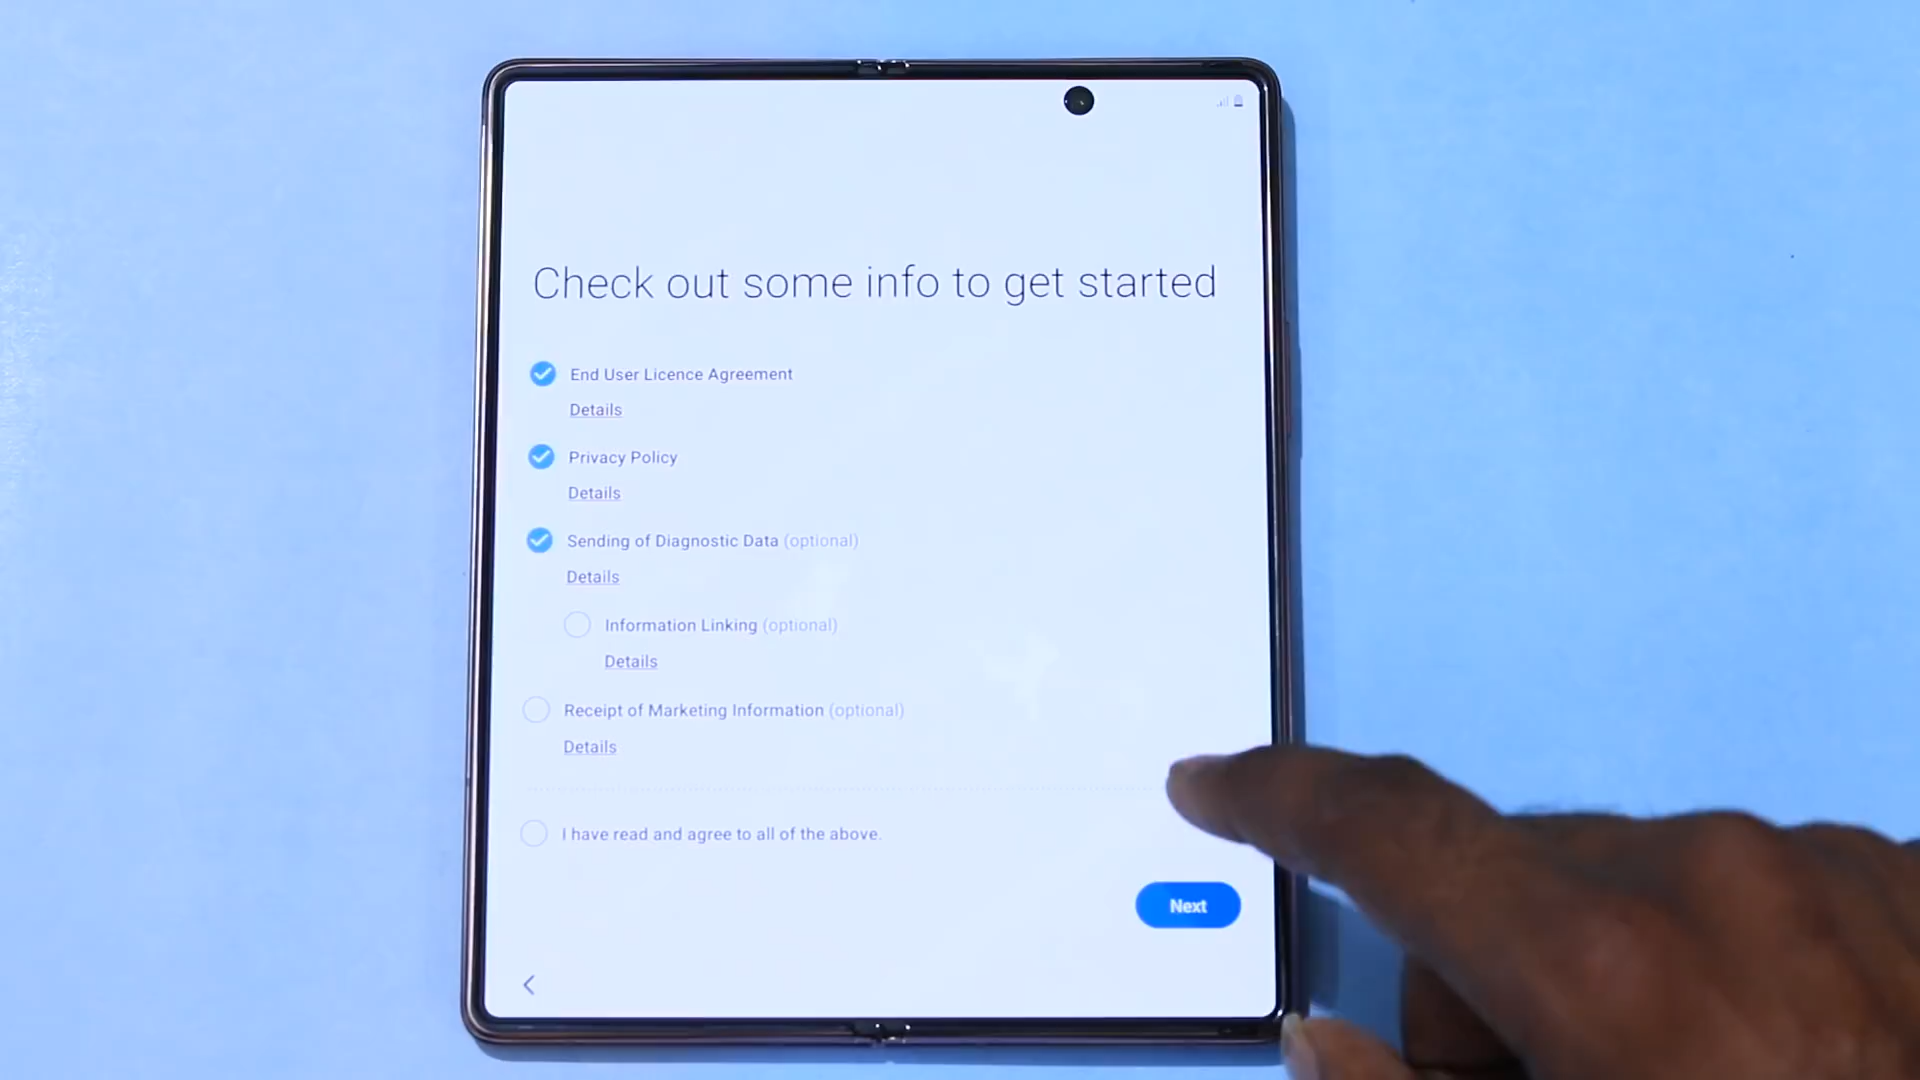 Check out some info to get started
End User Licence Agreement
Details
Privacy Policy
Details
Sending of Diagnostic Data (optional)
Details
Information Linking (optional)
Details
Receipt of Marketing Information (optional)
Details
I have read and agree to all of the above.
Next